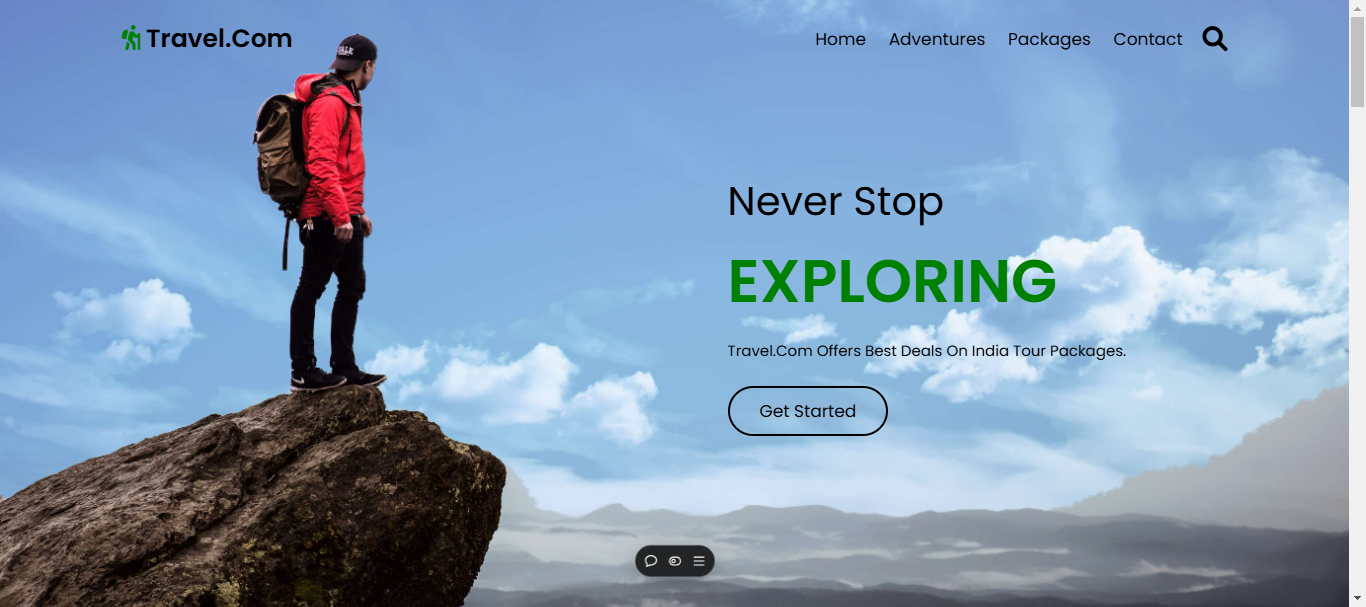 Travel.Com
Home Adventures Packages Contact
Never Stop
EXPLORING
Travel.Com Offers Best Deals On India Tour Packages.
Get Started